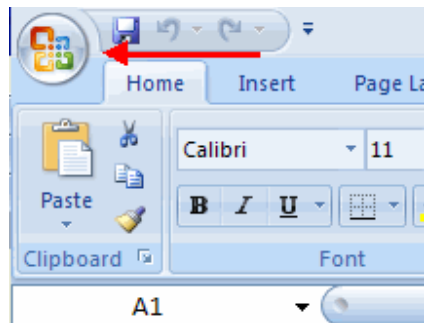 Home Insert Page La
Calibri 11
Paste B I U
Clipboard Font
A1